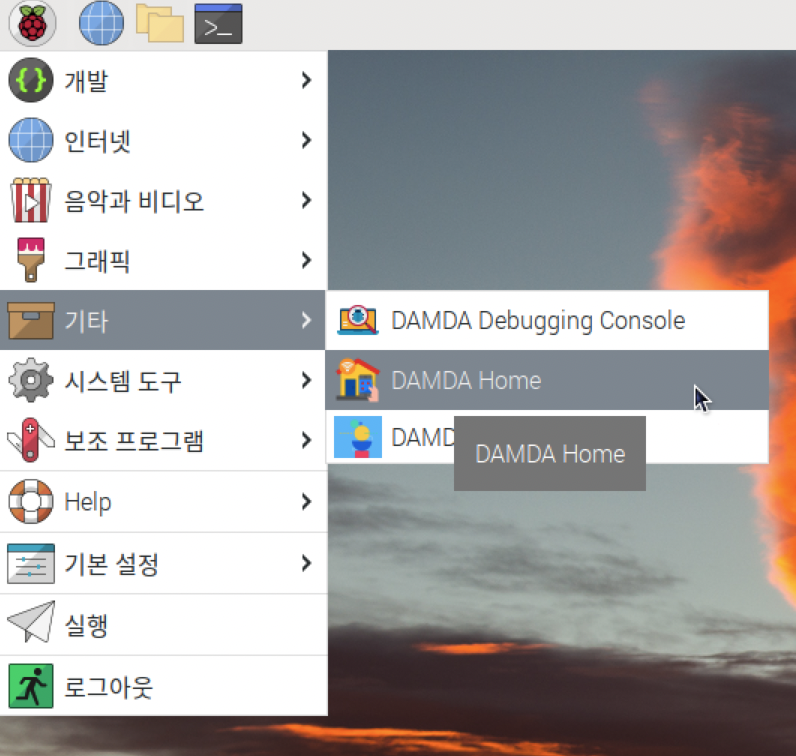 개발
인터넷
음악과 비디오
그래픽
기타
DAMDA Debugging Console
DAMDA Home
시스템 도구
보조 프로그램
DAMDA Home
Help
기본 설정
실행
로그아웃